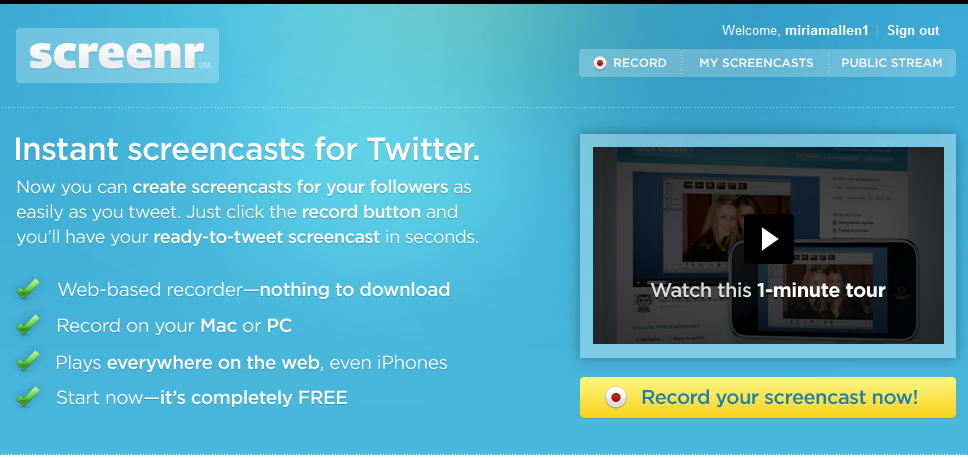 screenr SM
Welcome, miriamallen1 | Sign out
RECORD
MY SCREENCASTS
PUBLIC STREAM
Instant screencasts for Twitter.
Now you can create screencasts for your followers as
easily as you tweet. Just click the record button and
you'll have your ready-to-tweet screencast in seconds.
Web-based recorder—nothing to download
Record on your Mac or PC
Plays everywhere on the web, even iPhones
Start now—it's completely FREE
Watch this 1-minute tour
Record your screencast now!